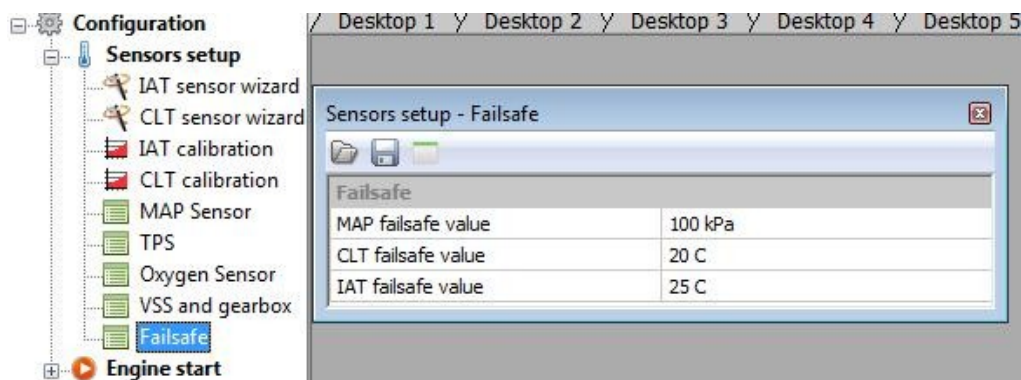 Configuration
Sensors setup
IAT sensor wizard
CLT sensor wizard
IAT calibration
CLT calibration
MAP Sensor
TPS
Oxygen Sensor
VSS and gearbox
Failsafe
Engine start
Desktop 1
Desktop 2
Desktop 3
Desktop 4
Desktop 5
Sensors setup - Failsafe
Failsafe
MAP failsafe value 100 kPa
CLT failsafe value 20 C
IAT failsafe value 25 C